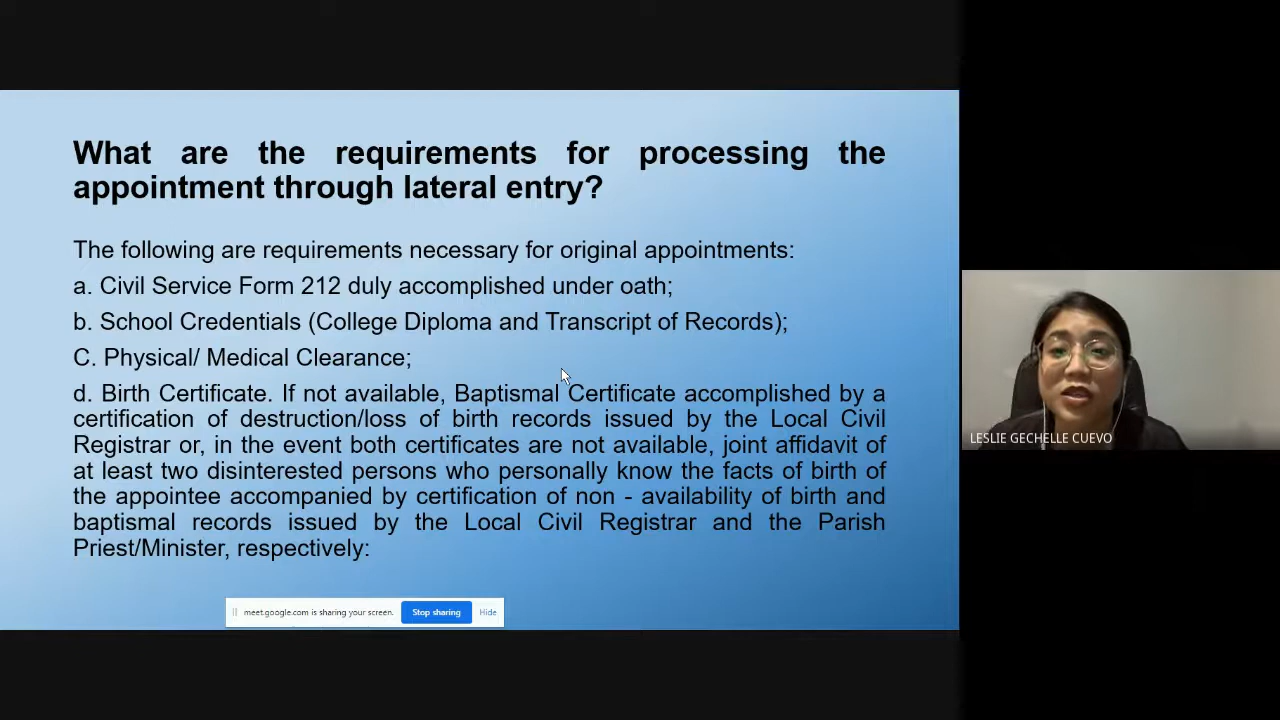 What are the requirements for processing the
appointment through lateral entry?
The following are requirements necessary for original appointments:
a. Civil Service Form 212 duly accomplished under oath;
b. School Credentials (College Diploma and Transcript of Records);
C. Physical/ Medical Clearance;
d. Birth Certificate. If not available, Baptismal Certificate accomplished by a
certification of destruction/loss of birth records issued by the Local Civil
Registrar or, in the event both certificates are not available, joint affidavit of
at least two disinterested persons who personally know the facts of birth of
the appointee accompanied by certification of non - availability of birth and
baptismal records issued by the Local Civil Registrar and the Parish
Priest/Minister, respectively:
meet.google.com is sharing your screen. Stop sharing Hide
LESLIE GECHELLE CUEVO